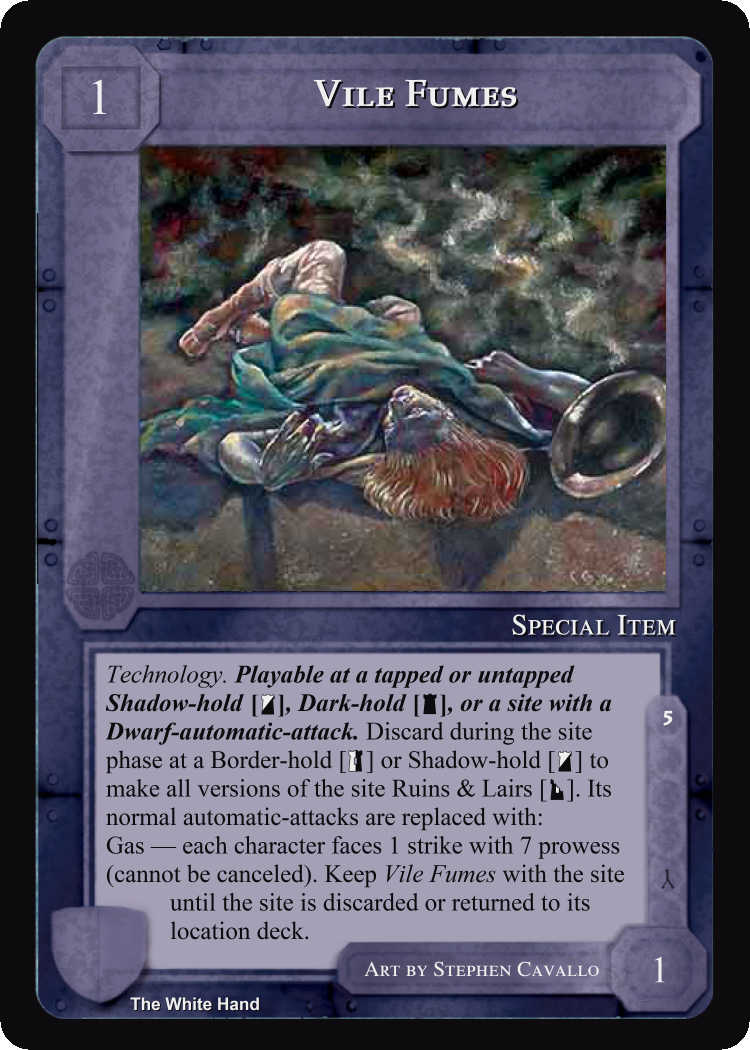 1
VILE FUMES
SPECIAL ITEM
Technology. Playable at a tapped or untapped
Shadow-hold [], Dark-hold [], or a site with a
Dwarf-automatic-attack. Discard during the site
phase at a Border-hold [] or Shadow-hold [] to
make all versions of the site Ruins & Lairs []. Its
normal automatic-attacks are replaced with:
Gas — each character faces 1 strike with 7 prowess
(cannot be canceled). Keep Vile Fumes with the site
until the site is discarded or returned to its
location deck.
5
ART BY STEPHEN CAVALLO
1
The White Hand